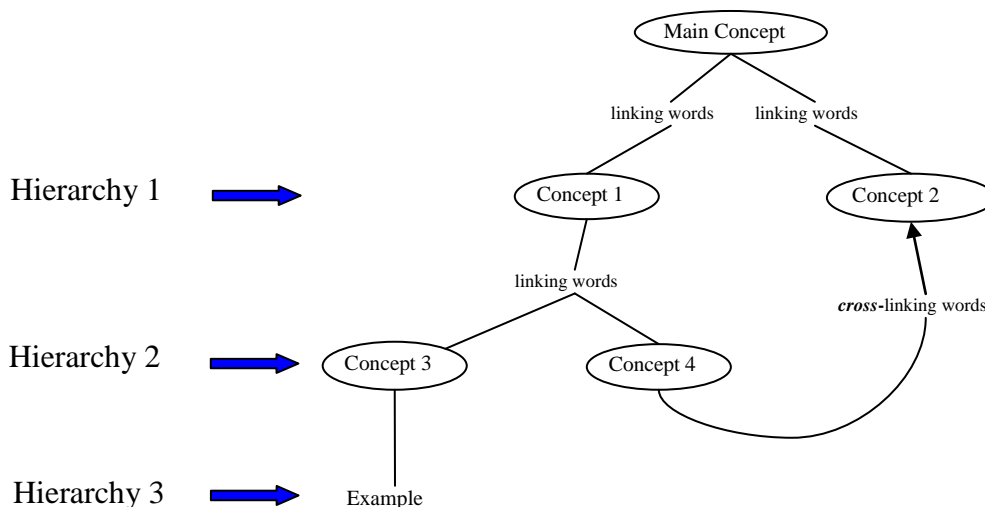 Main Concept
linking words linking words
Hierarchy 1 Concept 1 Concept 2
linking words
cross-linking words
Hierarchy 2 Concept 3 Concept 4
Hierarchy 3 Example